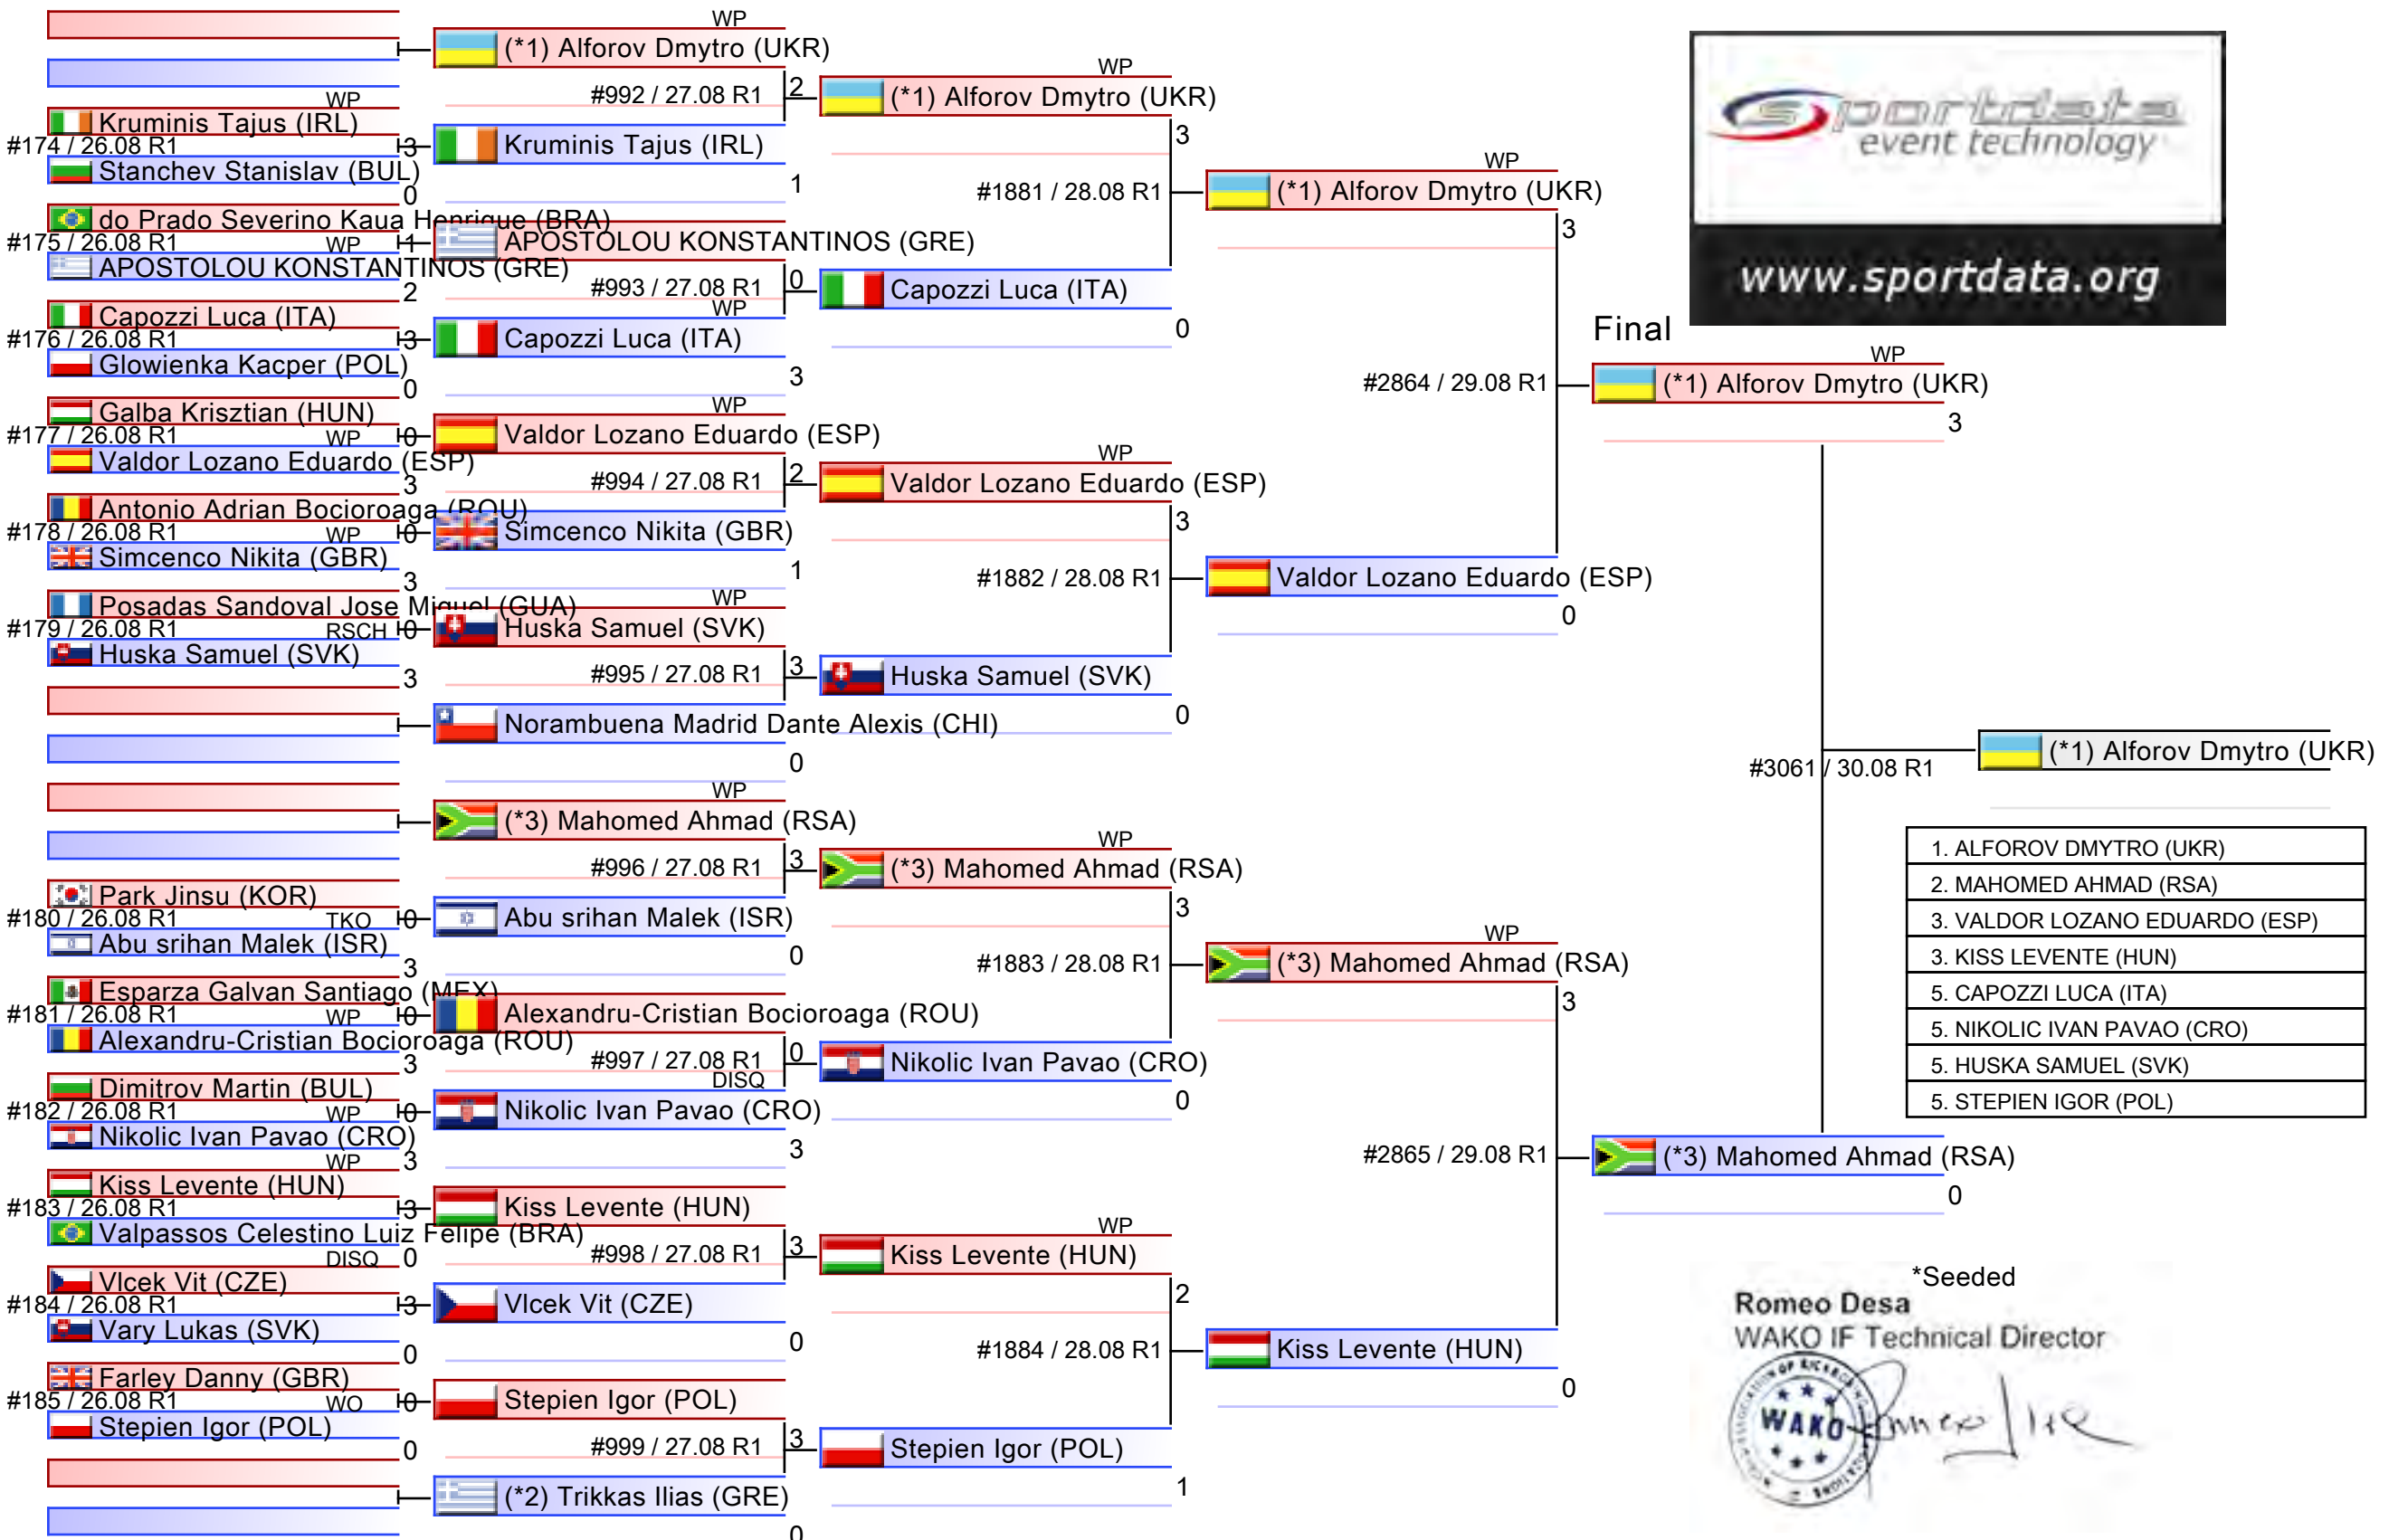 WP
Kruminis Tajus (IRL)
#174 / 26.08 R1
3
Stanchev Stanislav (BUL)
0
do Prado Severino Kaua Henrique (BRA)
#175 / 26.08 R1
WP
1
APOSTOLOU KONSTANTINOS (GRE)
2
Capozzi Luca (ITA)
#176 / 26.08 R1
3
Glowienka Kacper (POL)
0
Galba Krisztian (HUN)
#177 / 26.08 R1
WP
0
Valdor Lozano Eduardo (ESP)
3
Antonio Adrian Bocioroaga (ROU)
#178 / 26.08 R1
WP
0
Simcenco Nikita (GBR)
3
Posadas Sandoval Jose Miguel (GUA)
#179 / 26.08 R1
RSCH
0
Huska Samuel (SVK)
3
Park Jinsu (KOR)
#180 / 26.08 R1
TKO
0
Abu srihan Malek (ISR)
3
Esparza Galvan Santiago (MEX)
#181 / 26.08 R1
WP
0
Alexandru-Cristian Bocioroaga (ROU)
3
Dimitrov Martin (BUL)
#182 / 26.08 R1
WP
0
Nikolic Ivan Pavao (CRO)
3
WP
Kiss Levente (HUN)
#183 / 26.08 R1
3
Valpassos Celestino Luiz Felipe (BRA)
0
DISQ
Vlcek Vit (CZE)
#184 / 26.08 R1
3
Vary Lukas (SVK)
0
Farley Danny (GBR)
#185 / 26.08 R1
WO
0
Stepien Igor (POL)
0
WP
(*1) Alforov Dmytro (UKR)
#992 / 27.08 R1
2
Kruminis Tajus (IRL)
1
APOSTOLOU KONSTANTINOS (GRE)
#993 / 27.08 R1
0
WP
Capozzi Luca (ITA)
3
WP
Valdor Lozano Eduardo (ESP)
#994 / 27.08 R1
2
Simcenco Nikita (GBR)
1
WP
Huska Samuel (SVK)
#995 / 27.08 R1
3
Norambuena Madrid Dante Alexis (CHI)
0
WP
(*3) Mahomed Ahmad (RSA)
#996 / 27.08 R1
3
Abu srihan Malek (ISR)
0
Alexandru-Cristian Bocioroaga (ROU)
#997 / 27.08 R1
0
DISQ
Nikolic Ivan Pavao (CRO)
3
Kiss Levente (HUN)
#998 / 27.08 R1
3
Vlcek Vit (CZE)
0
Stepien Igor (POL)
#999 / 27.08 R1
3
(*2) Trikkas Ilias (GRE)
0
WP
(*1) Alforov Dmytro (UKR)
3
#1881 / 28.08 R1
Capozzi Luca (ITA)
0
WP
Valdor Lozano Eduardo (ESP)
3
#1882 / 28.08 R1
Huska Samuel (SVK)
0
WP
(*3) Mahomed Ahmad (RSA)
3
#1883 / 28.08 R1
Nikolic Ivan Pavao (CRO)
0
WP
Kiss Levente (HUN)
2
#1884 / 28.08 R1
Stepien Igor (POL)
1
WP
(*1) Alforov Dmytro (UKR)
3
#2864 / 29.08 R1
Valdor Lozano Eduardo (ESP)
0
WP
(*3) Mahomed Ahmad (RSA)
3
#2865 / 29.08 R1
Kiss Levente (HUN)
0
Final
WP
(*1) Alforov Dmytro (UKR)
3
#3061 / 30.08 R1
(*3) Mahomed Ahmad (RSA)
0
(*1) Alforov Dmytro (UKR)
sportdata
event technology
www.sportdata.org
1. ALFOROV DMYTRO (UKR)
2. MAHOMED AHMAD (RSA)
3. VALDOR LOZANO EDUARDO (ESP)
3. KISS LEVENTE (HUN)
5. CAPOZZI LUCA (ITA)
5. NIKOLIC IVAN PAVAO (CRO)
5. HUSKA SAMUEL (SVK)
5. STEPIEN IGOR (POL)
*Seeded
Romeo Desa
WAKO IF Technical Director
WAKO